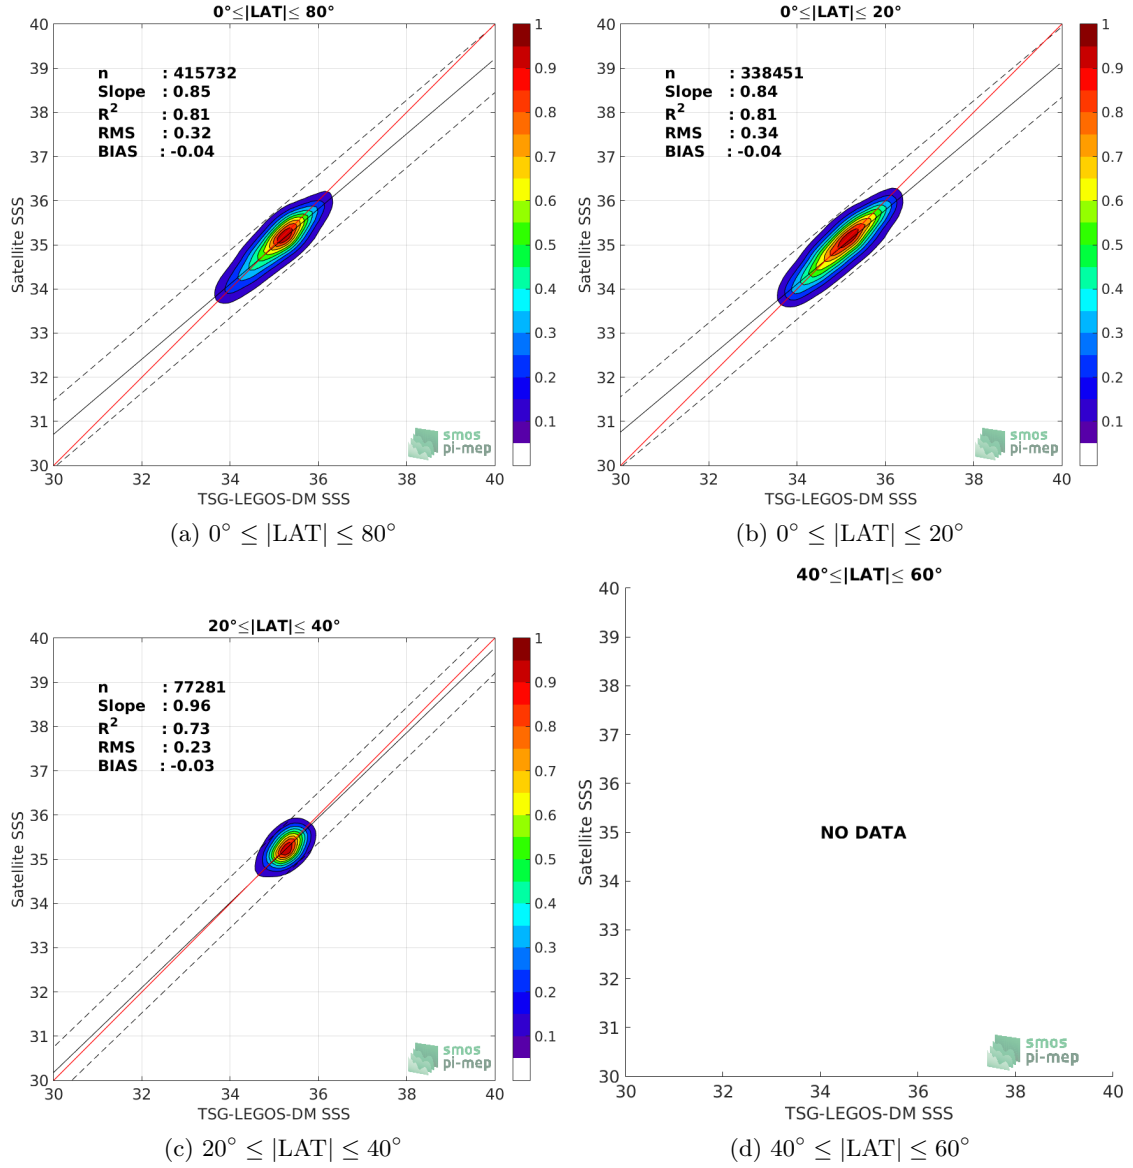 0°≤|LAT|≤ 80°
n : 415732
Slope : 0.85
R² : 0.81
RMS : 0.32
BIAS : -0.04
40
39
38
37
36
35
34
33
32
31
30
Satellite SSS
30 32 34 36 38 40
TSG-LEGOS-DM SSS
smos
pi-mep
1
0.9
0.8
0.7
0.6
0.5
0.4
0.3
0.2
0.1
(a) 0° ≤ |LAT| ≤ 80°
0°≤|LAT|≤ 20°
n : 338451
Slope : 0.84
R² : 0.81
RMS : 0.34
BIAS : -0.04
40
39
38
37
36
35
34
33
32
31
30
Satellite SSS
30 32 34 36 38 40
TSG-LEGOS-DM SSS
smos
pi-mep
1
0.9
0.8
0.7
0.6
0.5
0.4
0.3
0.2
0.1
(b) 0° ≤ |LAT| ≤ 20°
20°≤|LAT|≤ 40°
n : 77281
Slope : 0.96
R² : 0.73
RMS : 0.23
BIAS : -0.03
40
39
38
37
36
35
34
33
32
31
30
Satellite SSS
30 32 34 36 38 40
TSG-LEGOS-DM SSS
smos
pi-mep
1
0.9
0.8
0.7
0.6
0.5
0.4
0.3
0.2
0.1
(c) 20° ≤ |LAT| ≤ 40°
40°≤|LAT|≤ 60°
40
39
38
37
36
35
34
33
32
31
30
Satellite SSS
NO DATA
30 32 34 36 38 40
TSG-LEGOS-DM SSS
smos
pi-mep
(d) 40° ≤ |LAT| ≤ 60°